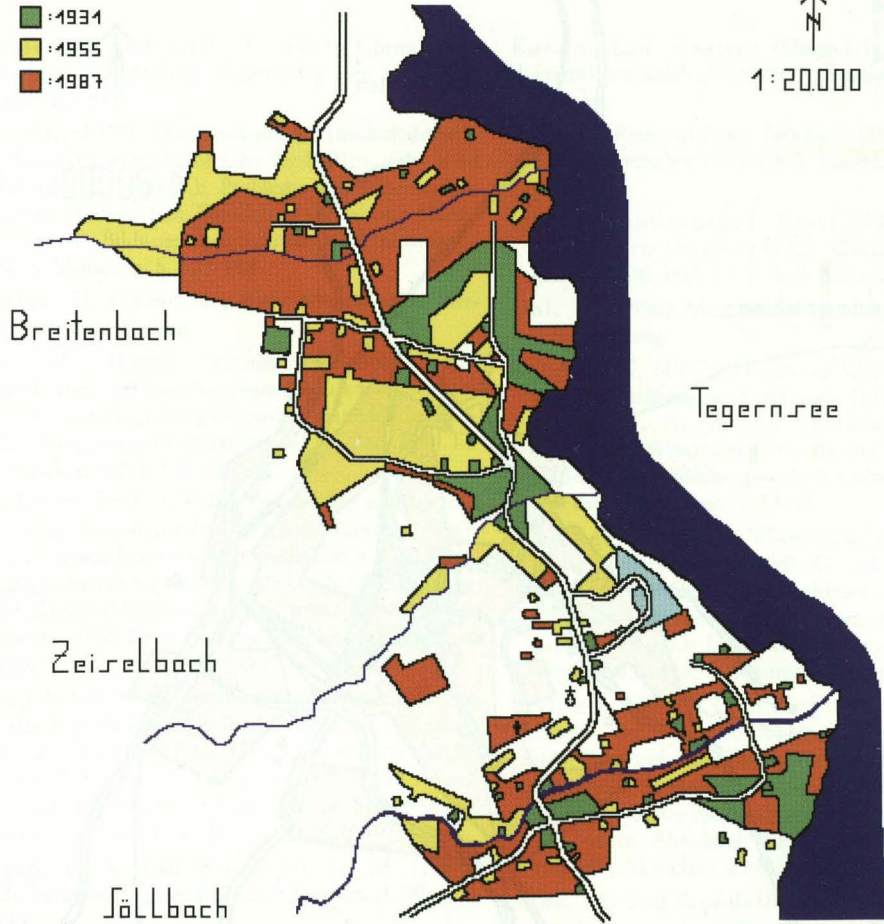 :1931
:1955
:1987
N
1:20.000
Breitenbach
Tegernsee
Zeiselbach
Söllbach